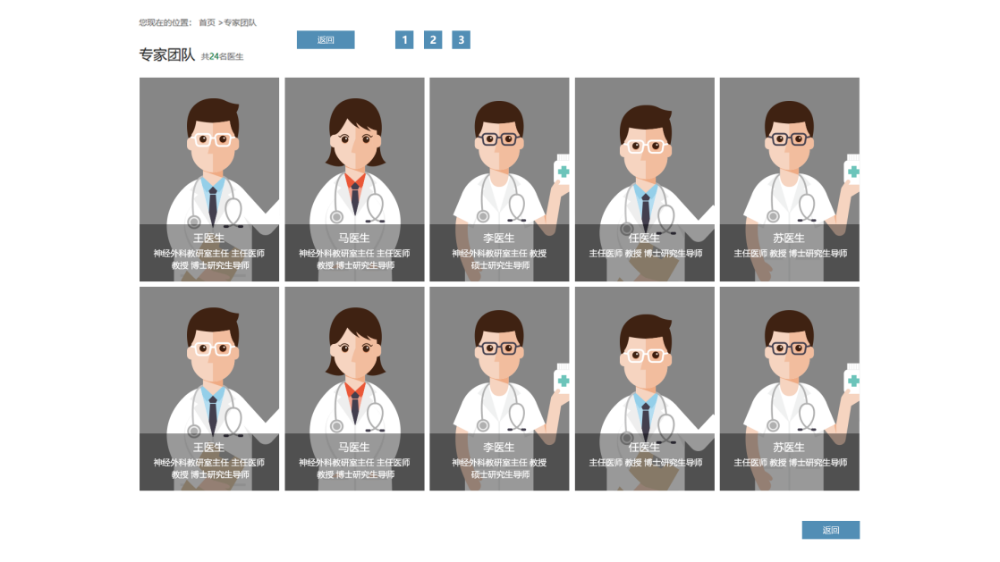 您现在的位置： 首页 >专家团队
返回 1 2 3
专家团队 共24名医生
王医生
神经外科教研室主任 主任医师
教授 博士研究生导师
马医生
神经外科教研室主任 主任医师
教授 博士研究生导师
李医生
神经外科教研室主任 教授
硕士研究生导师
任医生
主任医师 教授 博士研究生导师
苏医生
主任医师 教授 博士研究生导师
王医生
神经外科教研室主任 主任医师
教授 博士研究生导师
马医生
神经外科教研室主任 主任医师
教授 博士研究生导师
李医生
神经外科教研室主任 教授
硕士研究生导师
任医生
主任医师 教授 博士研究生导师
苏医生
主任医师 教授 博士研究生导师
返回